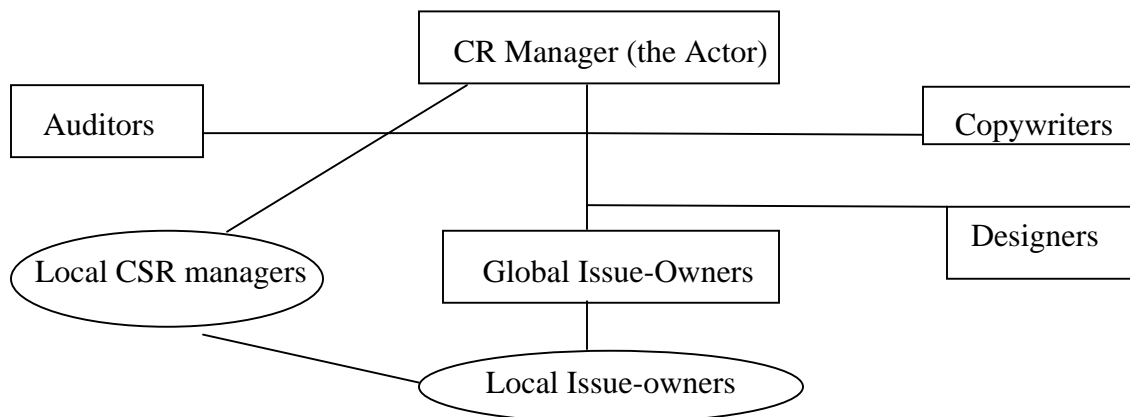 CR Manager (the Actor)
Auditors
Copywriters
Designers
Local CSR managers
Global Issue-Owners
Local Issue-owners